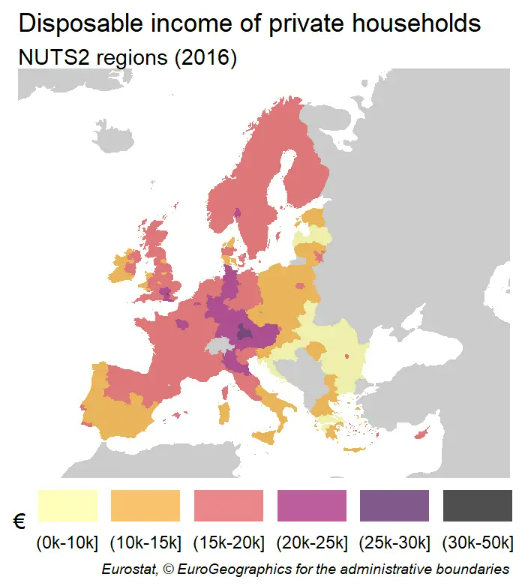 Disposable income of private households
NUTS2 regions (2016)
€
(0k-10k] (10k-15k] (15k-20k] (20k-25k] (25k-30k] (30k-50k]
Eurostat, © EuroGeographics for the administrative boundaries